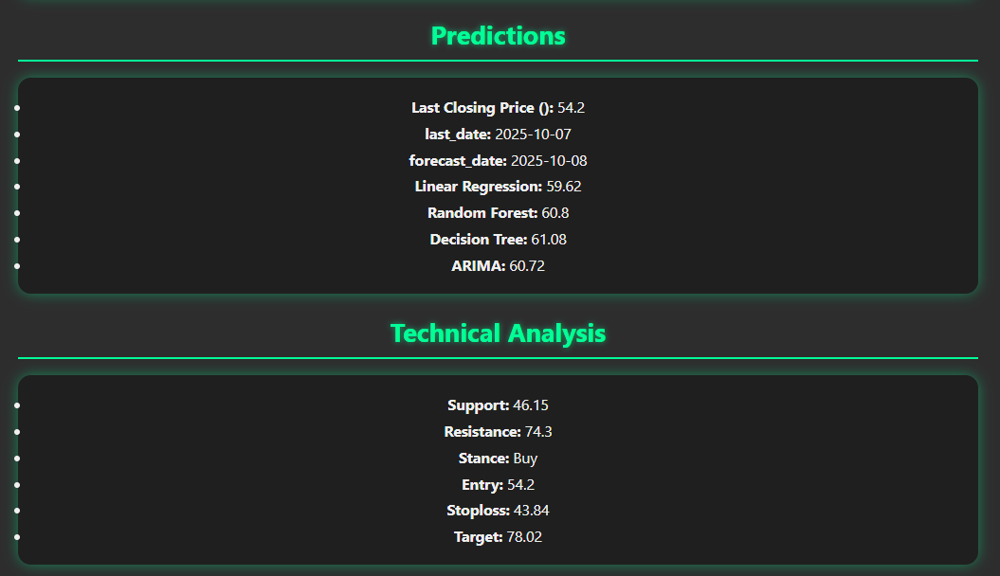 Predictions
Last Closing Price (): 54.2
last_date: 2025-10-07
forecast_date: 2025-10-08
Linear Regression: 59.62
Random Forest: 60.8
Decision Tree: 61.08
ARIMA: 60.72
Technical Analysis
Support: 46.15
Resistance: 74.3
Stance: Buy
Entry: 54.2
Stoploss: 43.84
Target: 78.02